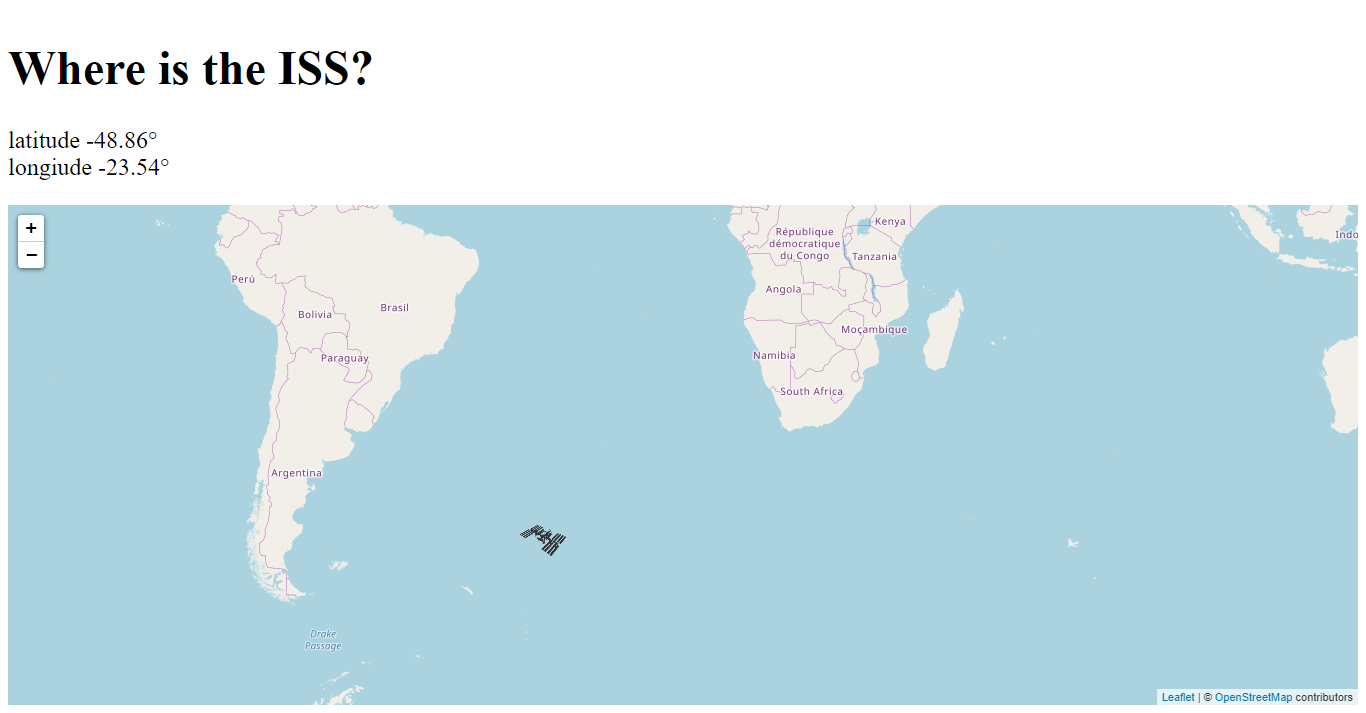 Where is the ISS?
latitude -48.86°
longiude -23.54°
+
−
Kenya
République
démocratique
du Congo
Tanzania
Indo
Perú
Angola
Brasil
Bolivia
Moçambique
Namibia
Paraguay
South Africa
Argentina
Drake
Passage
Leaflet | © OpenStreetMap contributors